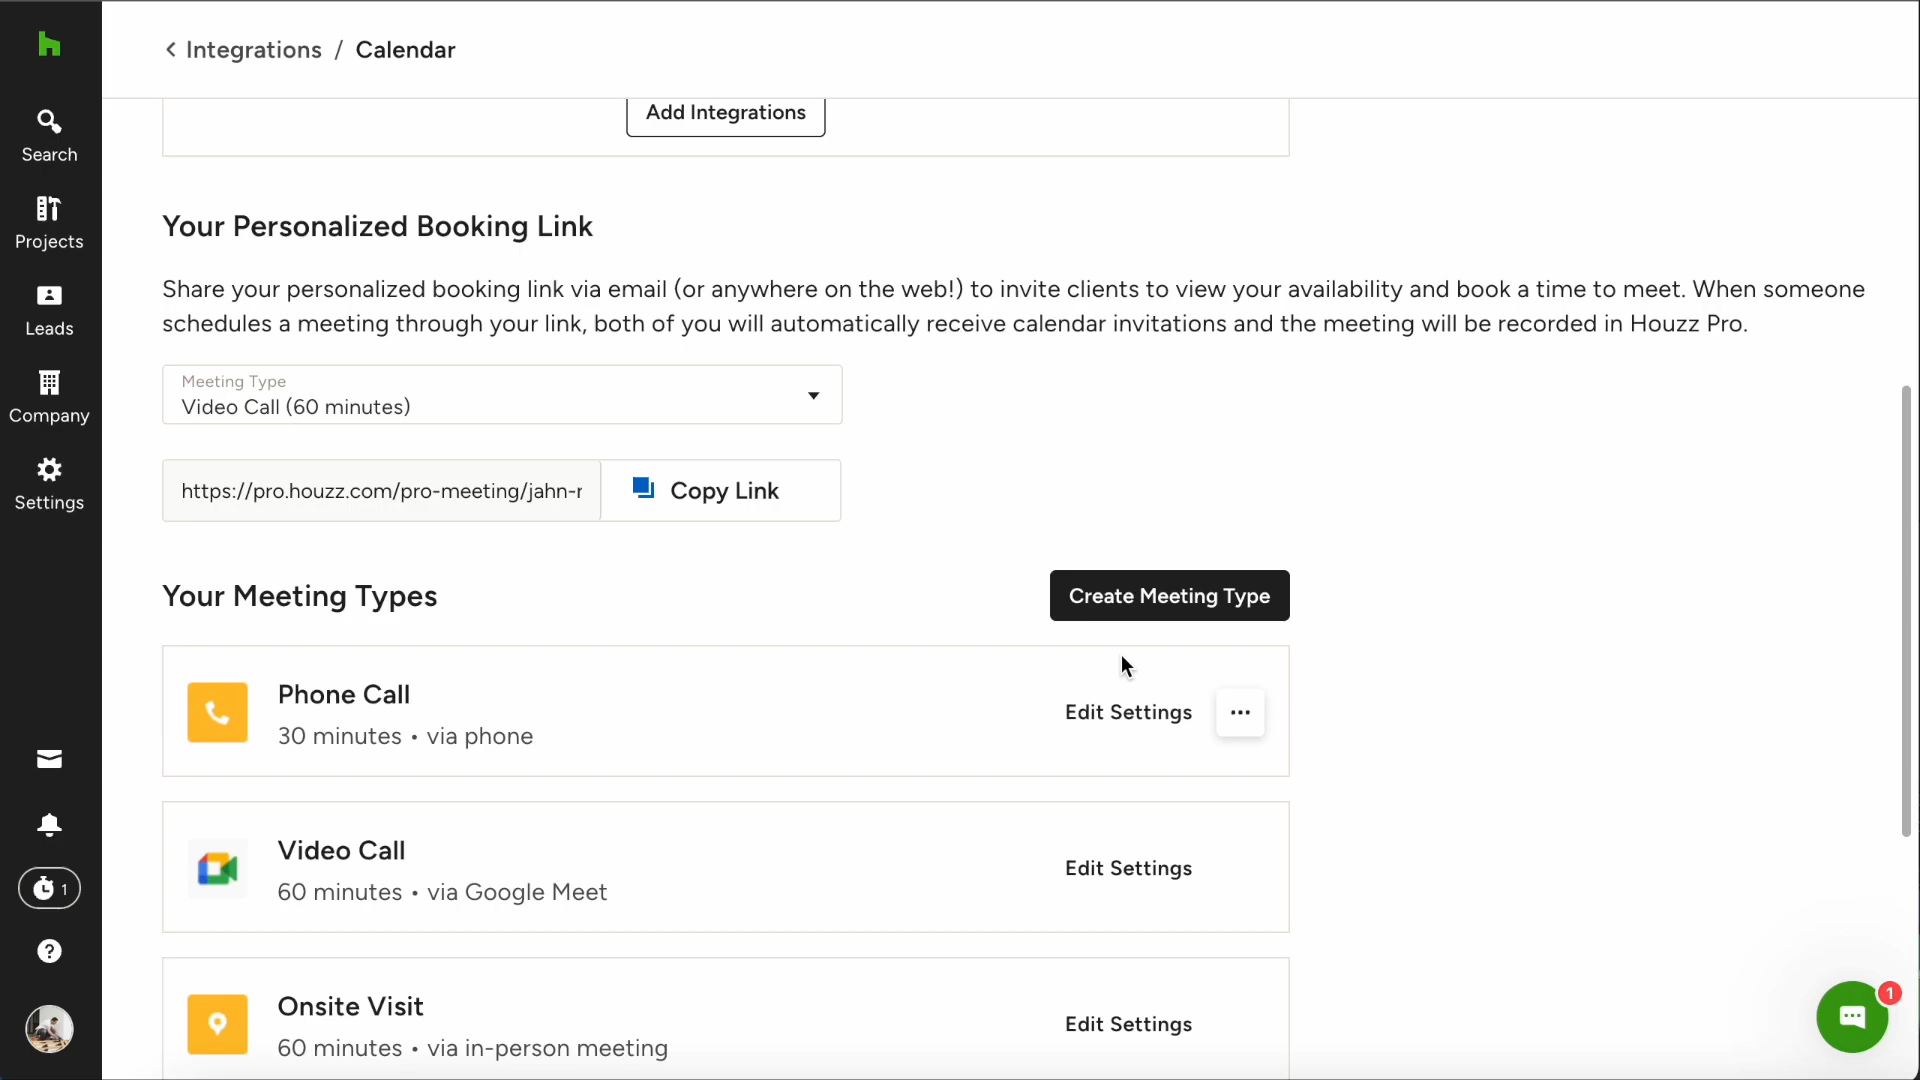 Integrations / Calendar
Search
Projects
Leads
Company
Settings
1
Add Integrations
Your Personalized Booking Link
Share your personalized booking link via email (or anywhere on the web!) to invite clients to view your availability and book a time to meet. When someone
schedules a meeting through your link, both of you will automatically receive calendar invitations and the meeting will be recorded in Houzz Pro.
Meeting Type
Video Call (60 minutes)
https://pro.houzz.com/pro-meeting/jahn-r
Copy Link
Your Meeting Types
Create Meeting Type
Phone Call
30 minutes • via phone
Edit Settings
Video Call
60 minutes • via Google Meet
Edit Settings
Onsite Visit
60 minutes • via in-person meeting
Edit Settings
1